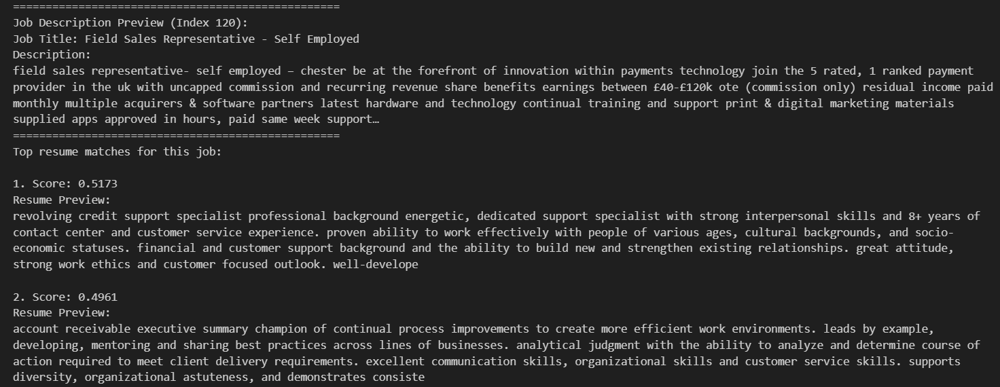 ==================================================
Job Description Preview (Index 120):
Job Title: Field Sales Representative - Self Employed
Description:
field sales representative- self employed – chester be at the forefront of innovation within payments technology join the 5 rated, 1 ranked payment
provider in the uk with uncapped commission and recurring revenue share benefits earnings between £40-£120k ote (commission only) residual income paid
monthly multiple acquirers & software partners latest hardware and technology continual training and support print & digital marketing materials
supplied apps approved in hours, paid same week support…
==================================================
Top resume matches for this job:
1. Score: 0.5173
Resume Preview:
revolving credit support specialist professional background energetic, dedicated support specialist with strong interpersonal skills and 8+ years of
contact center and customer service experience. proven ability to work effectively with people of various ages, cultural backgrounds, and socio-
economic statuses. financial and customer support background and the ability to build new and strengthen existing relationships. great attitude,
strong work ethics and customer focused outlook. well-develope
2. Score: 0.4961
Resume Preview:
account receivable executive summary champion of continual process improvements to create more efficient work environments. leads by example,
developing, mentoring and sharing best practices across lines of businesses. analytical judgment with the ability to analyze and determine course of
action required to meet client delivery requirements. excellent communication skills, organizational skills and customer service skills. supports
diversity, organizational astuteness, and demonstrates consiste